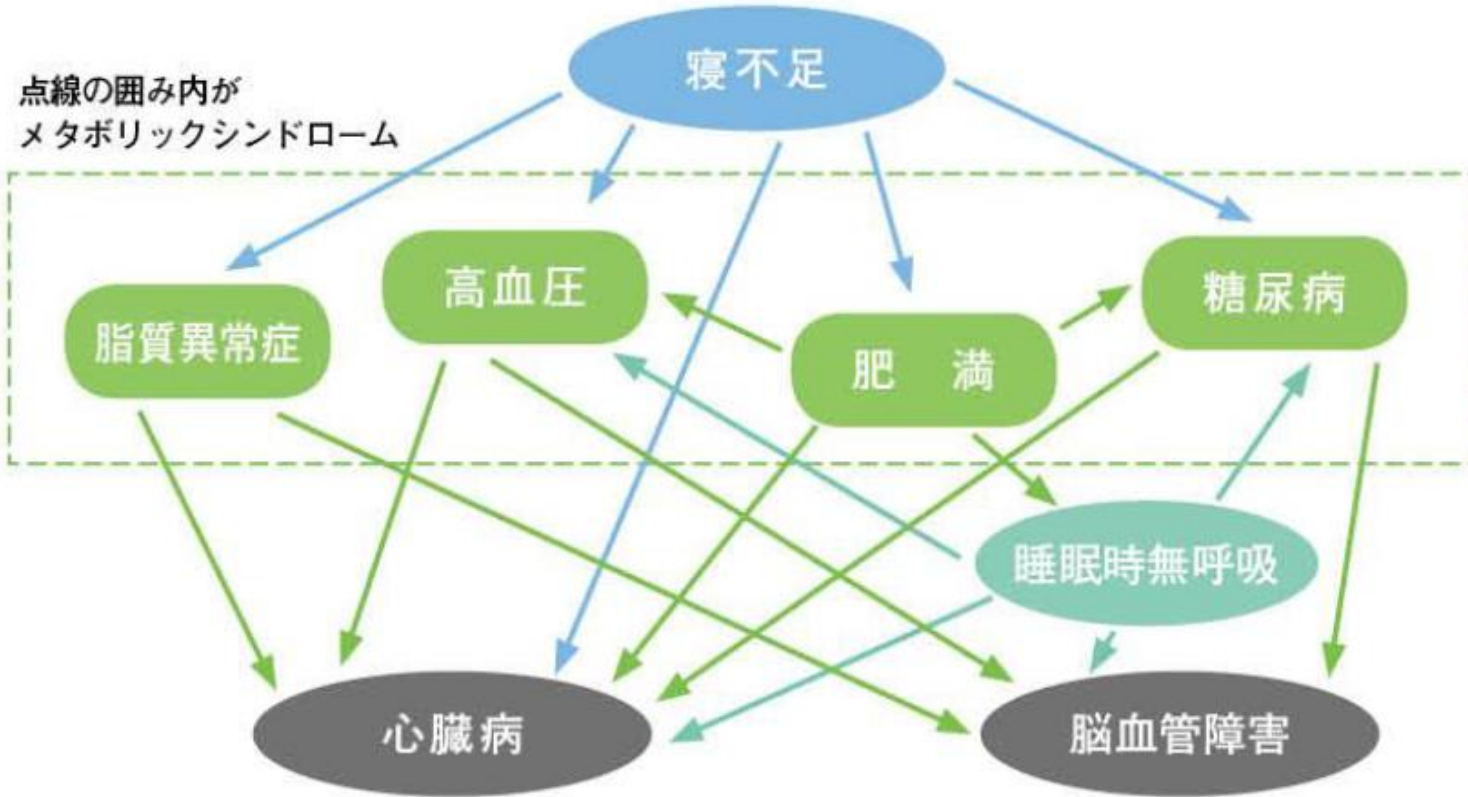 寝不足
点線の囲み内が
メタボリックシンドローム
高血圧
糖尿病
脂質異常症
肥　満
睡眠時無呼吸
心臓病
脳血管障害